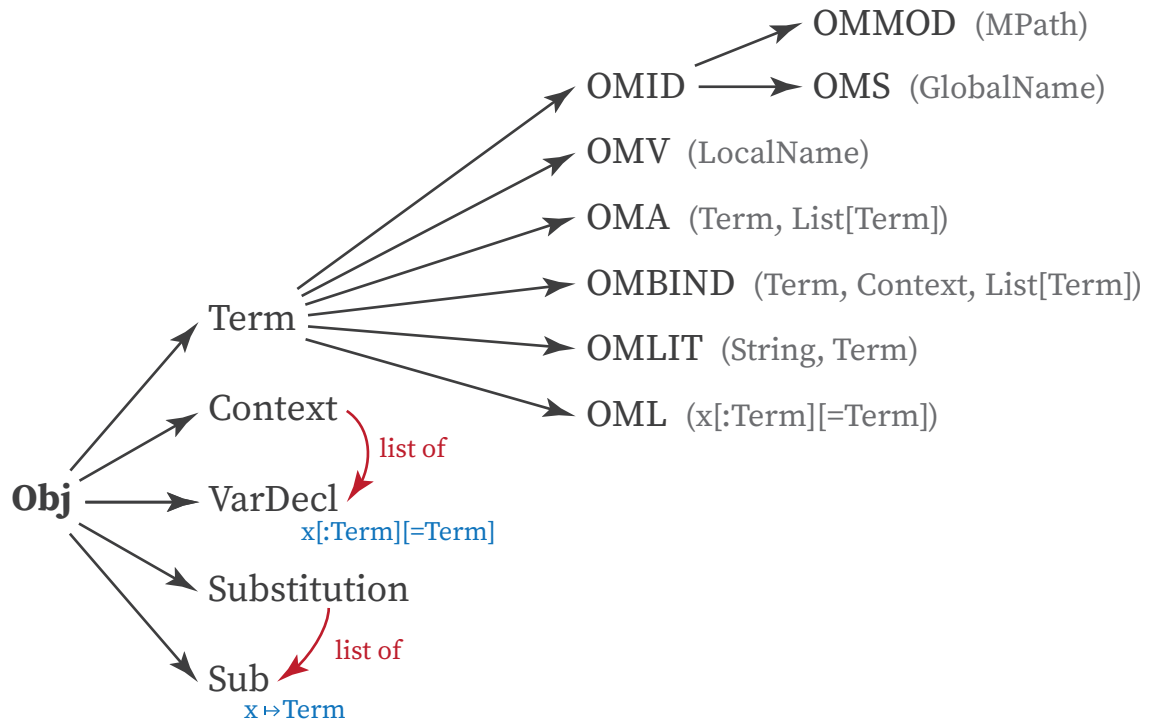 OMMOD (MPath)
OMID
OMS (GlobalName)
OMV (LocalName)
OMA (Term, List[Term])
OMBIND (Term, Context, List[Term])
Term
OMLIT (String, Term)
Context
OML (x[:Term][=Term])
list of
Obj
VarDecl
x[:Term][=Term]
Substitution
list of
Sub
x ↦ Term